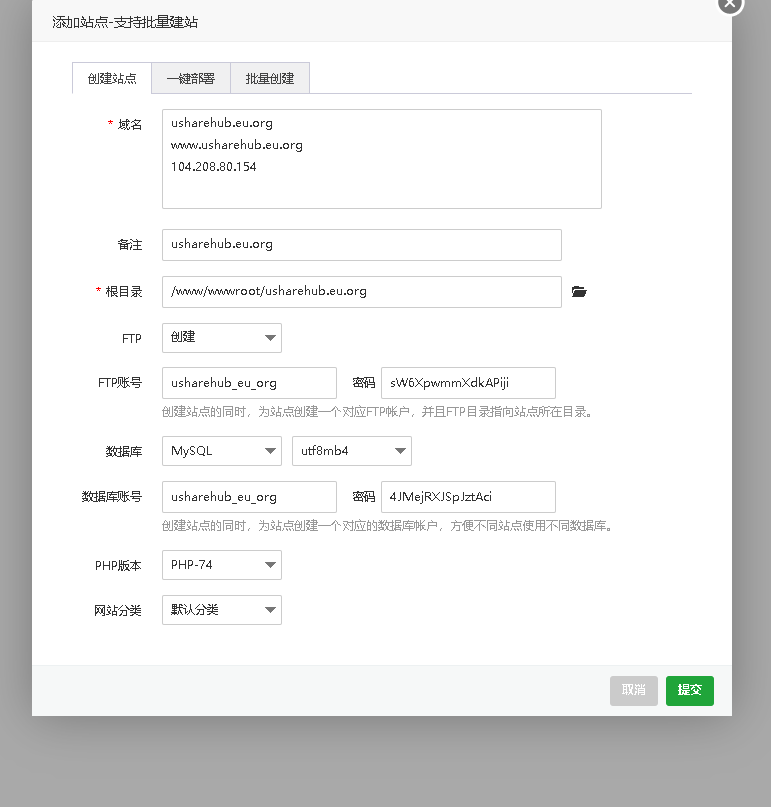 添加站点-支持批量建站
创建站点 一键部署 批量创建
* 域名
usharehub.eu.org
www.usharehub.eu.org
104.208.80.154
备注 usharehub.eu.org
* 根目录 /www/wwwroot/usharehub.eu.org
FTP 创建
FTP账号 usharehub_eu_org 密码 sW6XpwmmXdkAPiji
创建站点的同时，为站点创建一个对应FTP帐户，并且FTP目录指向站点所在目录。
数据库 MySQL utf8mb4
数据库账号 usharehub_eu_org 密码 4JMejRXJSpJztAci
创建站点的同时，为站点创建一个对应的数据库帐户，方便不同站点使用不同数据库。
PHP版本 PHP-74
网站分类 默认分类
取消 提交